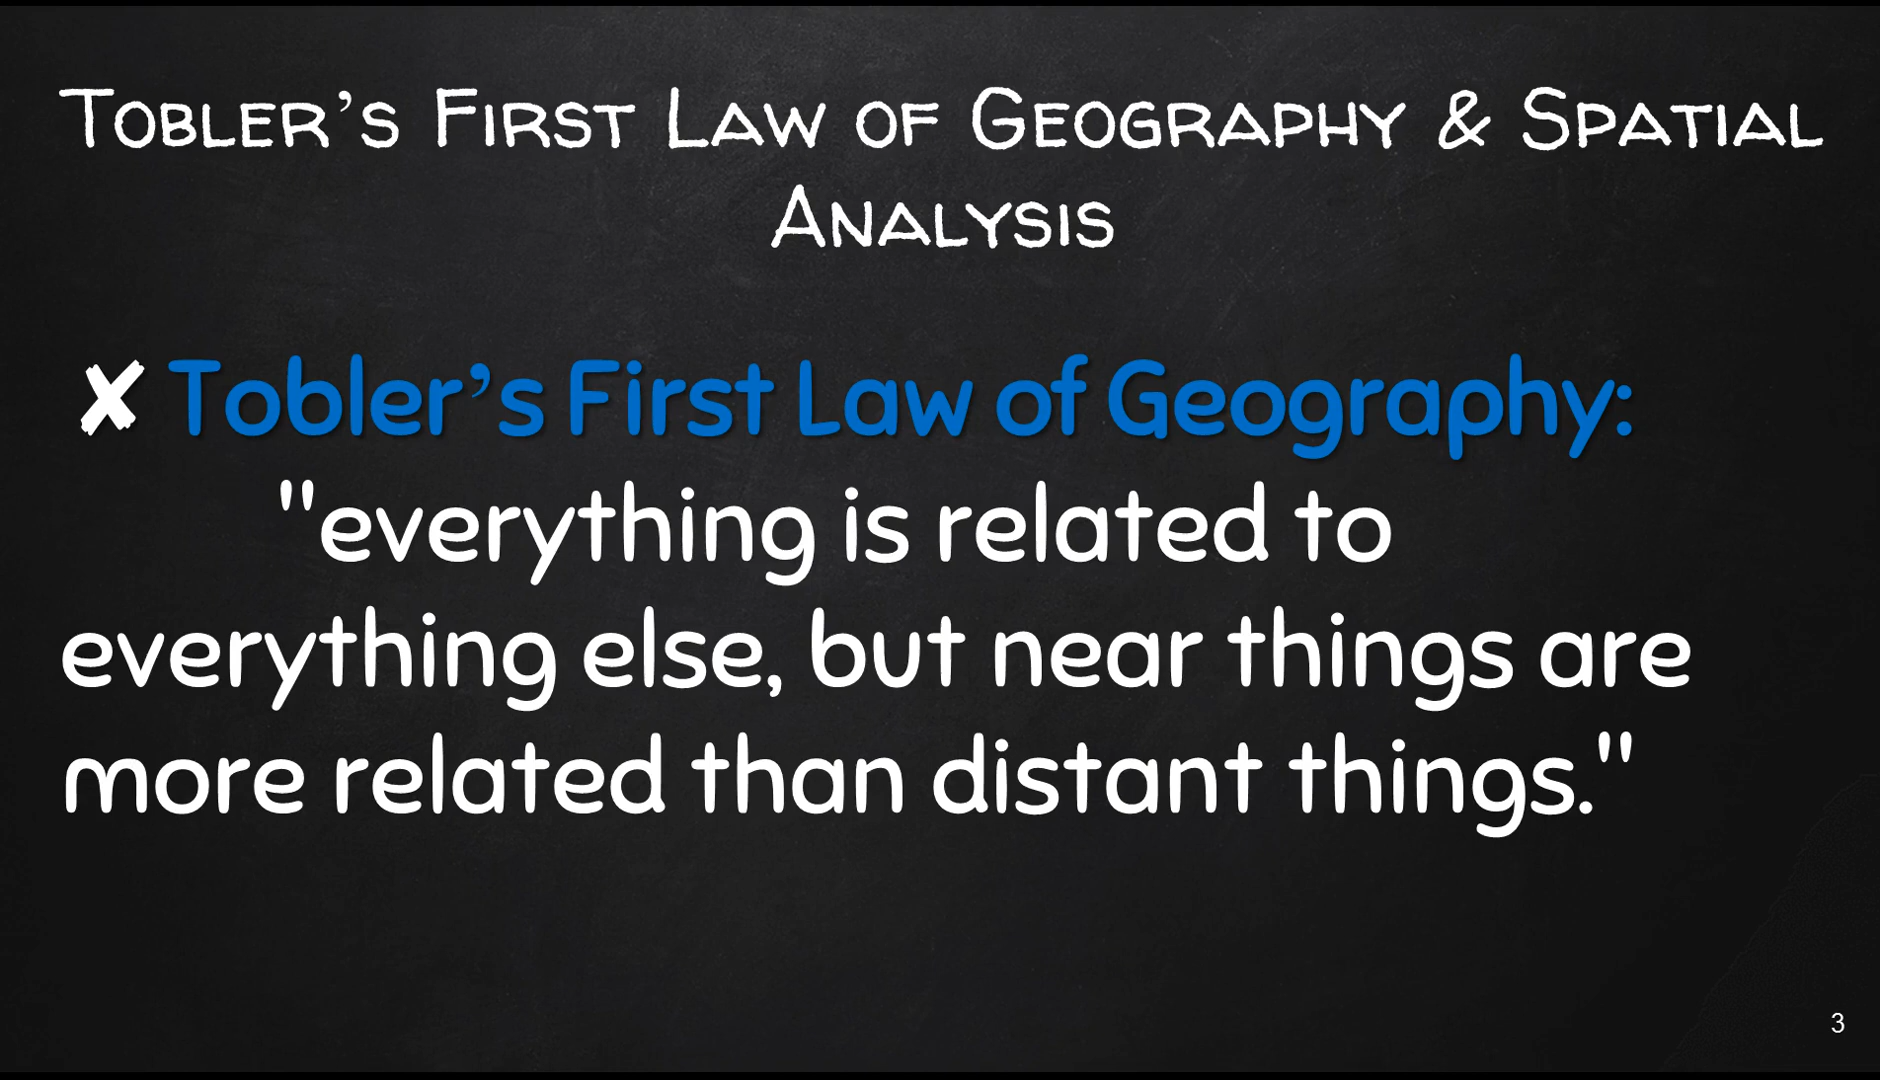 Tobler's First Law of Geography & Spatial
Analysis
✘ Tobler's First Law of Geography:
"everything is related to
everything else, but near things are
more related than distant things."
3